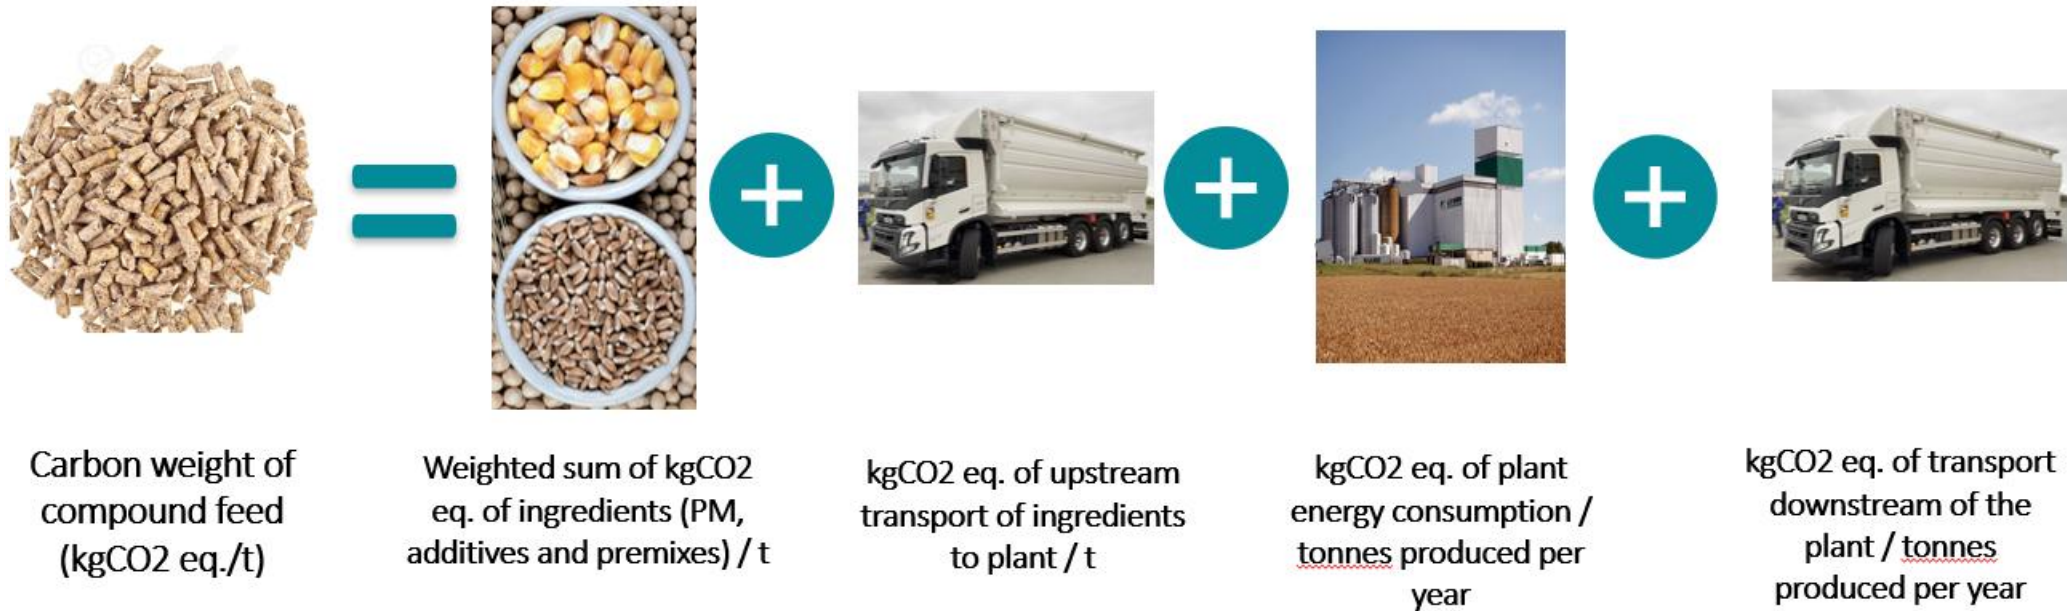 Carbon weight of
compound feed
(kgCO2 eq./t)
Weighted sum of kgCO2
eq. of ingredients (PM,
additives and premixes) / t
kgCO2 eq. of upstream
transport of ingredients
to plant / t
kgCO2 eq. of plant
energy consumption /
tonnes produced per
year
kgCO2 eq. of transport
downstream of the
plant / tonnes
produced per year